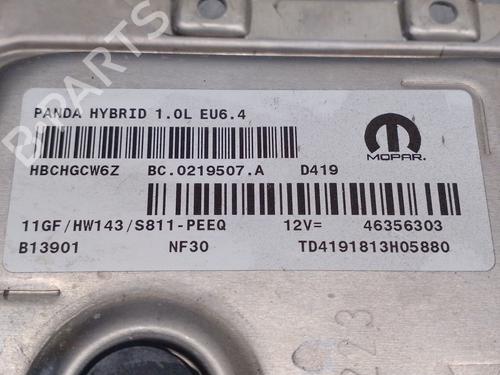 PANDA HYBRID 1.0L EU6.4
MOPAR.
HBCHGCW6Z BC.0219507.A D419
11GF/HW143/S811-PEEQ 12V= 46356303
B13901 NF30 TD4191813H05880
223